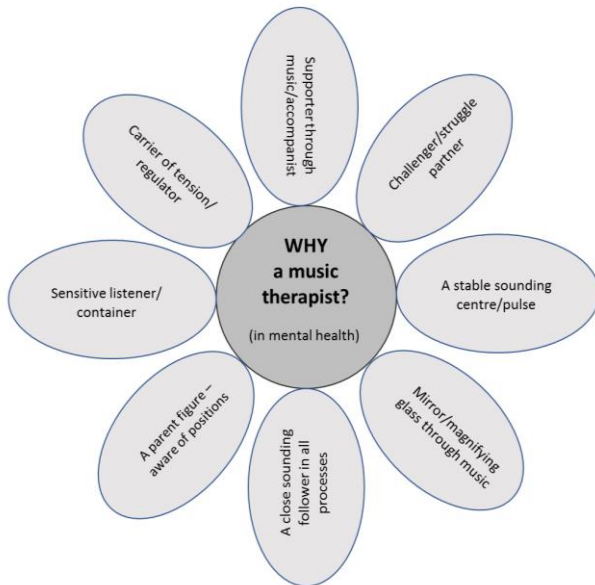 WHY
a music
therapist?
(in mental health)
Supporter through
music/accompanist
Challenger/struggle
partner
A stable sounding
centre/pulse
Mirror/magnifying
glass through music
A close sounding
follower in all
processes
A parent figure –
aware of positions
Sensitive listener/
container
Carrier of tension/
regulator